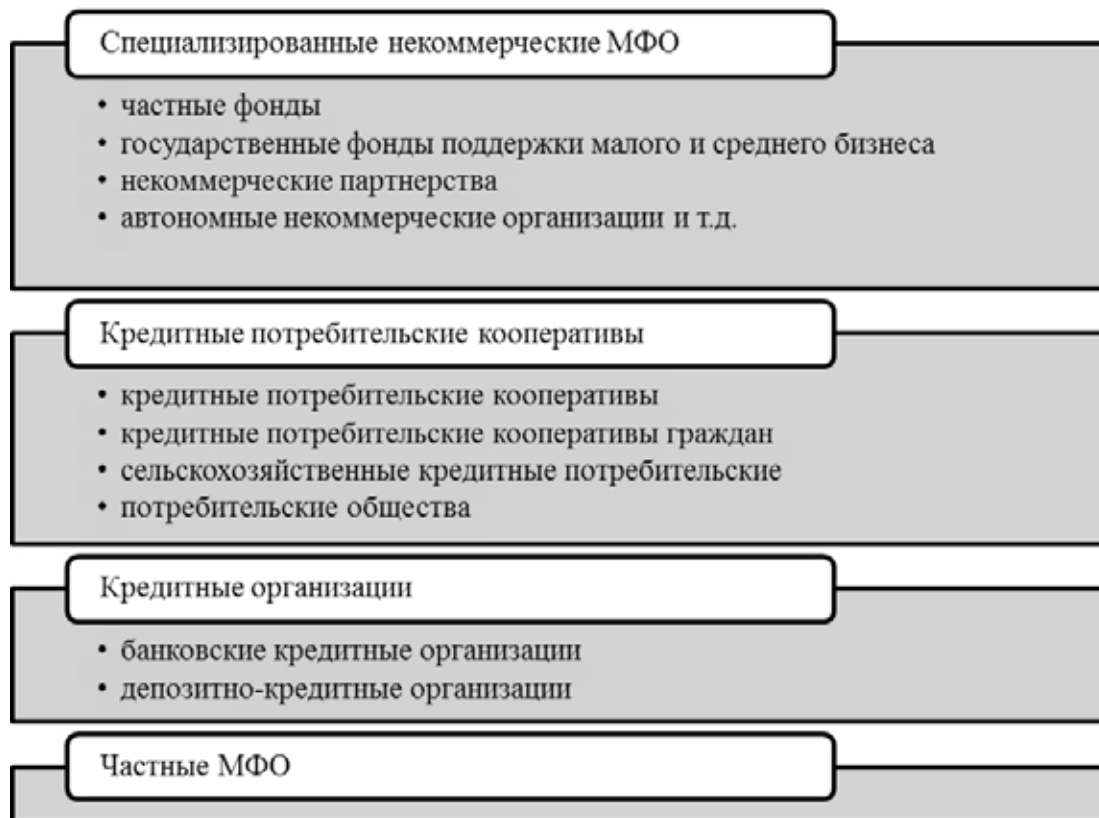 Специализированные некоммерческие МФО
• частные фонды
• государственные фонды поддержки малого и среднего бизнеса
• некоммерческие партнерства
• автономные некоммерческие организации и т.д.
Кредитные потребительские кооперативы
• кредитные потребительские кооперативы
• кредитные потребительские кооперативы граждан
• сельскохозяйственные кредитные потребительские
• потребительские общества
Кредитные организации
• банковские кредитные организации
• депозитно-кредитные организации
Частные МФО